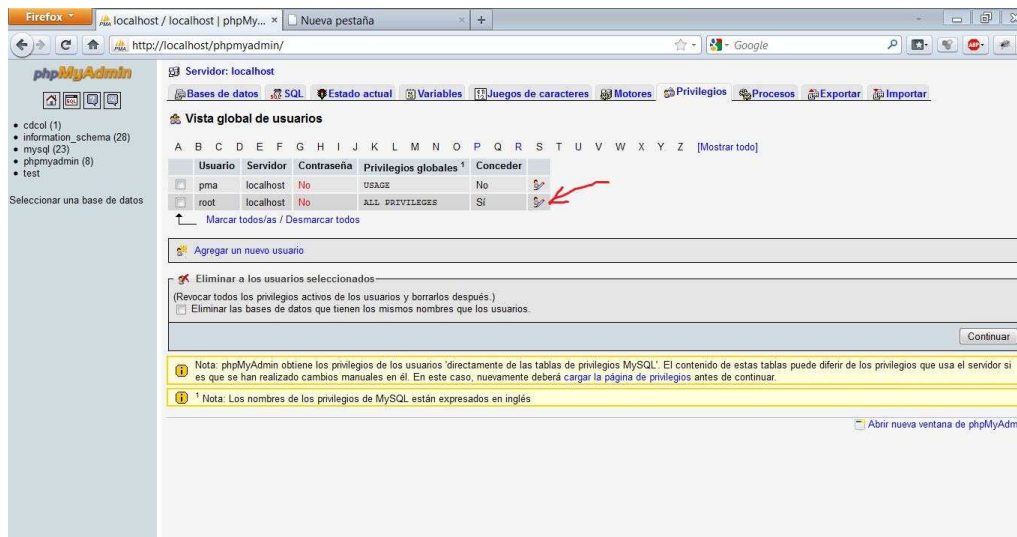 Firefox
localhost / localhost | phpMy... × Nueva pestaña × +
http://localhost/phpmyadmin/ Google
phpMyAdmin
cdcol (1)
information_schema (28)
mysql (23)
phpmyadmin (8)
test
Seleccionar una base de datos
Servidor: localhost
Bases de datos SQL Estado actual Variables Juegos de caracteres Motores Privilegios Procesos Exportar Importar
Vista global de usuarios
A B C D E F G H I J K L M N O P Q R S T U V W X Y Z [Mostrar todo]
Usuario Servidor Contraseña Privilegios globales 1 Conceder
pma localhost No USAGE No
root localhost No ALL PRIVILEGES Sí
Marcar todos/as / Desmarcar todos
Agregar un nuevo usuario
Eliminar a los usuarios seleccionados
(Revocar todos los privilegios activos de los usuarios y borrarlos después.)
Eliminar las bases de datos que tienen los mismos nombres que los usuarios.
Continuar
Nota: phpMyAdmin obtiene los privilegios de los usuarios 'directamente de las tablas de privilegios MySQL'. El contenido de estas tablas puede diferir de los privilegios que usa el servidor si
es que se han realizado cambios manuales en él. En este caso, nuevamente deberá cargar la página de privilegios antes de continuar.
1 Nota: Los nombres de los privilegios de MySQL están expresados en inglés
Abrir nueva ventana de phpMyAdm